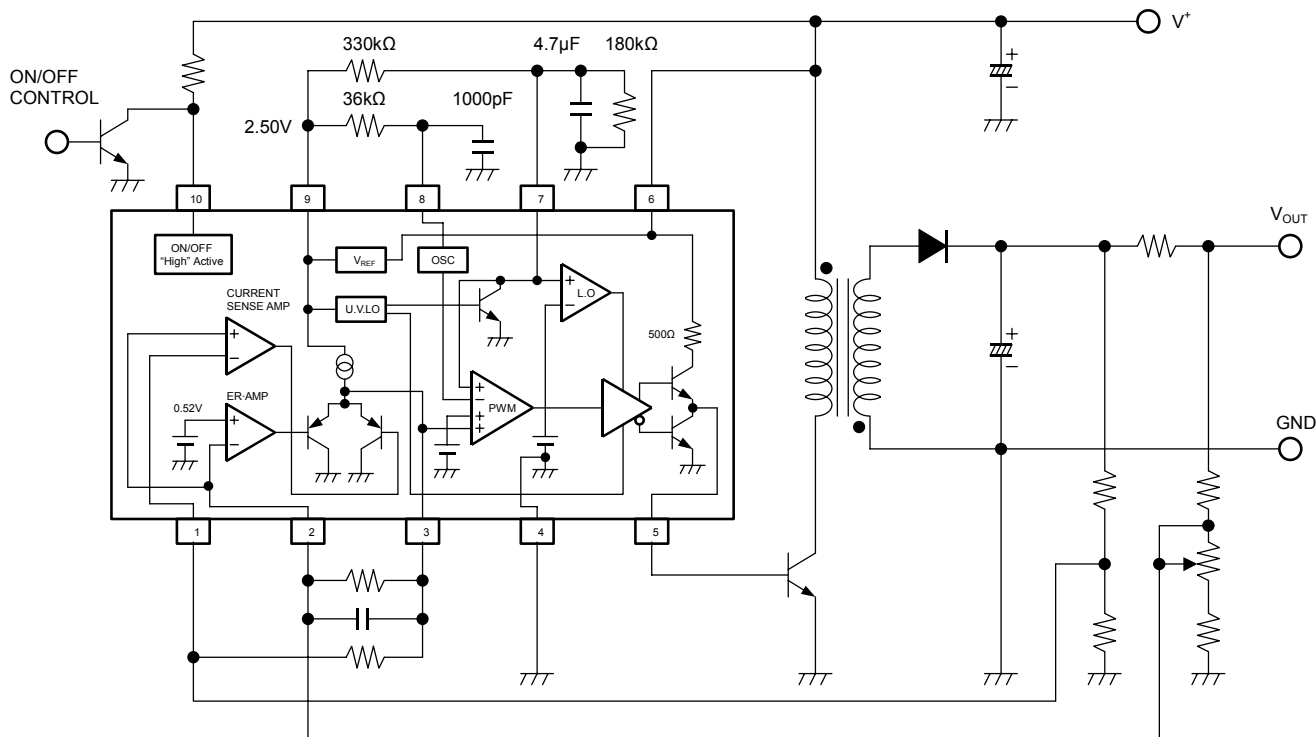 V+
330kΩ
4.7µF
180kΩ
ON/OFF
CONTROL
36kΩ
1000pF
2.50V
10
9
8
7
6
ON/OFF
"High" Active
VREF
OSC
VOUT
CURRENT
SENSE AMP
U.V.LO
+
−
L.O
500Ω
+
−
ER·AMP
0.52V
+
−
+
−
+
+
PWM
+
−
+
−
GND
1
2
3
4
5